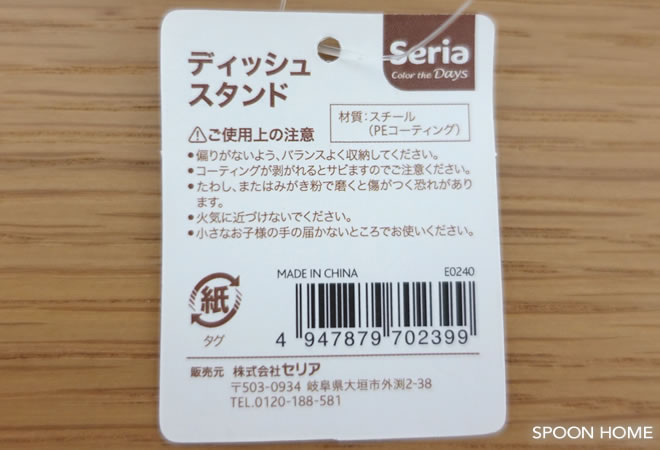 Seria
Color the Days
ディッシュ
スタンド
材質：スチール
（PEコーティング）
⚠ご使用上の注意
●偏りがないよう、バランスよく収納してください。
●コーティングが剥がれるとサビますのでご注意ください。
●たわし、またはみがき粉で磨くと傷がつく恐れがあり
ます。
●火気に近づけないでください。
●小さなお子様の手の届かないところでお使いください。
紙
タグ
MADE IN CHINA
E0240
4 947879 702399
販売元 株式会社セリア
〒503-0934 岐阜県大垣市外渕2-38
TEL.0120-188-581
SPOON HOME